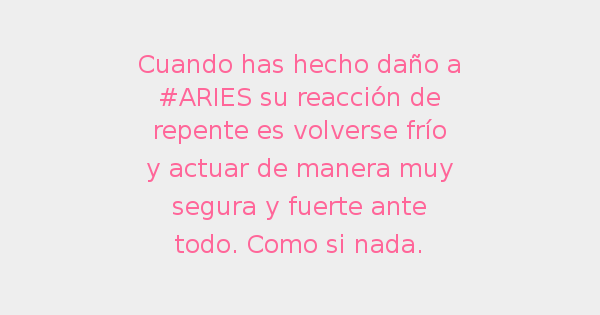 Cuando has hecho daño a
#ARIES su reacción de
repente es volverse frío
y actuar de manera muy
segura y fuerte ante
todo. Como si nada.